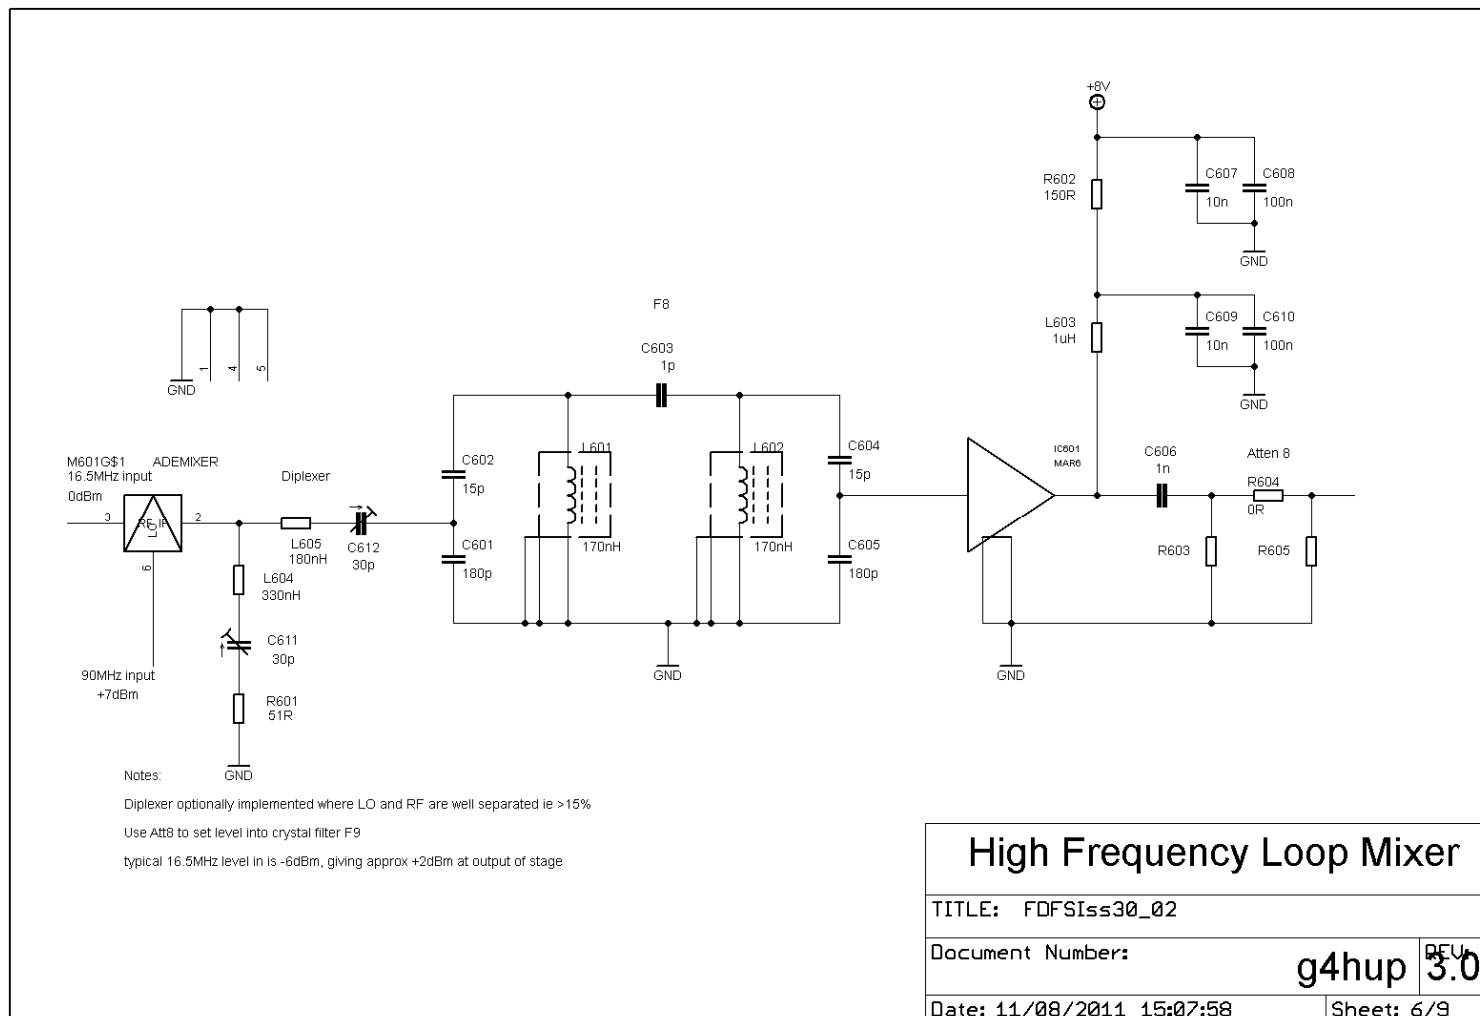 +8V
R602
150R
C607
10n
C608
100n
GND
L603
1uH
C609
10n
C610
100n
GND
F8
C603
1p
GND
1
4
5
M601G$1 ADEMIXER
16.5MHz input
0dBm
3
RF IF
LO
2
6
90MHz input
+7dBm
Diplexer
L605
180nH
C612
30p
L604
330nH
C611
30p
R601
51R
GND
C602
15p
C601
180p
L601
170nH
L602
170nH
C604
15p
C605
180p
GND
IC601
MAR6
C606
1n
Atten 8
R604
0R
R603
R605
GND
Notes:
Diplexer optionally implemented where LO and RF are well separated ie >15%
Use Att8 to set level into crystal filter F9
typical 16.5MHz level in is -6dBm, giving approx +2dBm at output of stage
High Frequency Loop Mixer
TITLE: FDFSIss30_02
Document Number:
g4hup
REV:
3.0
Date: 11/08/2011 15:07:58
Sheet: 6/9